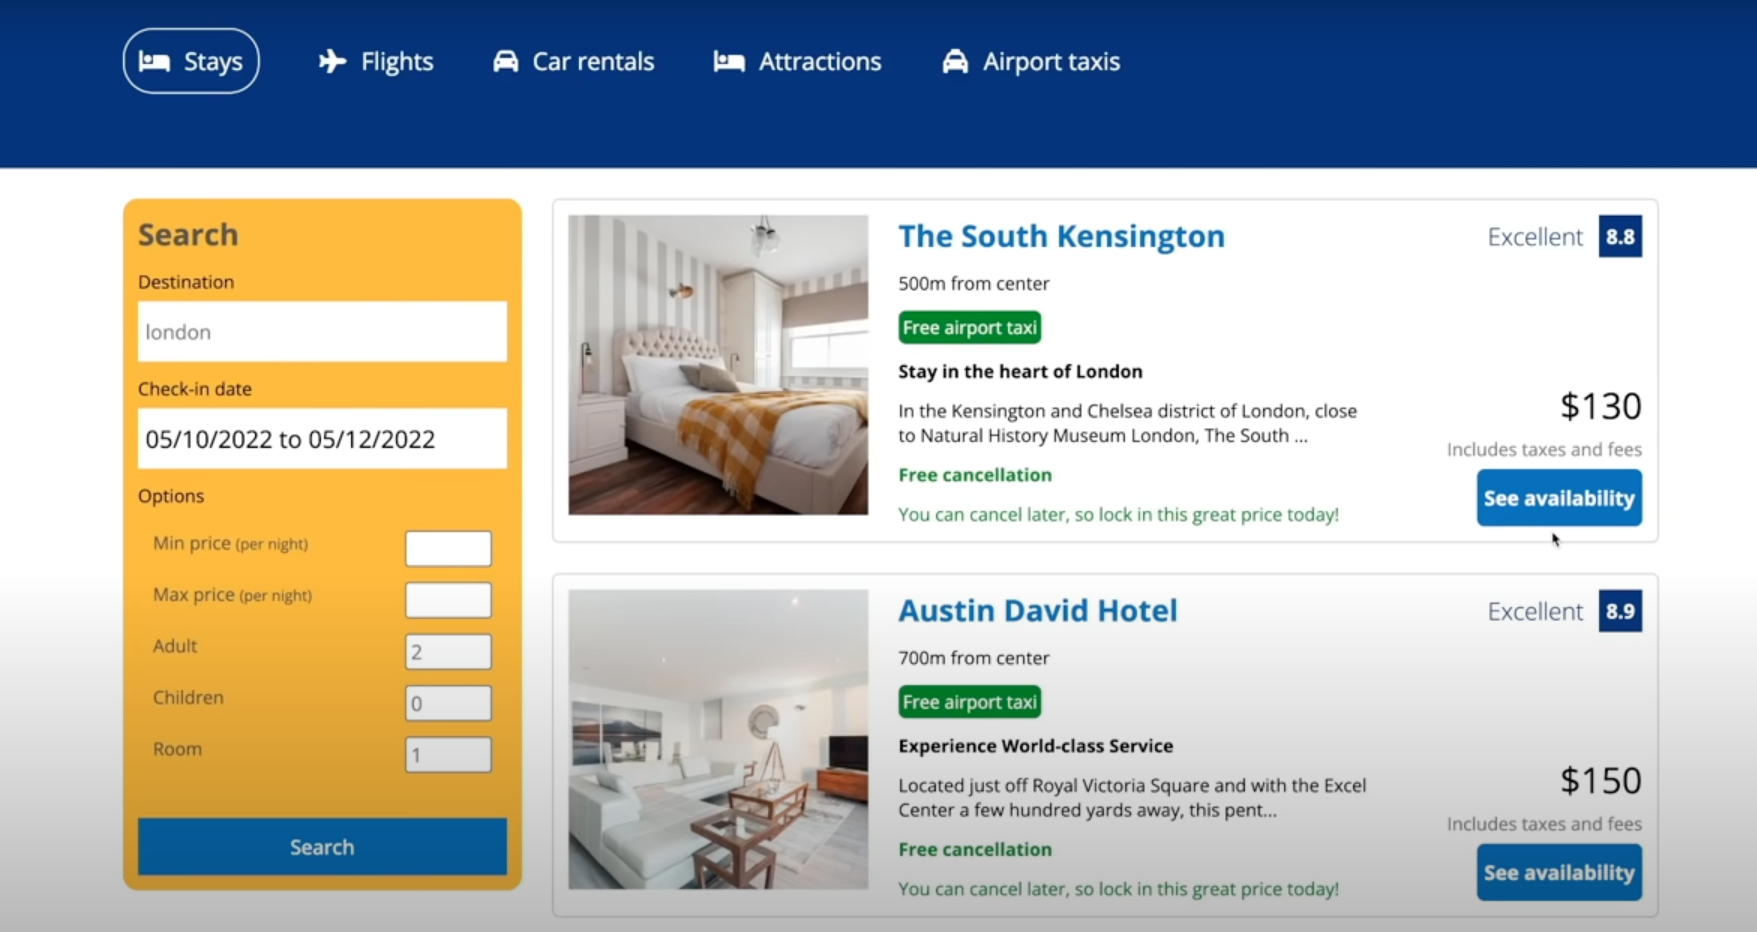 Stays
Flights
Car rentals
Attractions
Airport taxis
Search
Destination
london
Check-in date
05/10/2022 to 05/12/2022
Options
Min price (per night)
Max price (per night)
Adult
2
Children
0
Room
1
Search
The South Kensington
Excellent 8.8
500m from center
Free airport taxi
Stay in the heart of London
In the Kensington and Chelsea district of London, close
to Natural History Museum London, The South ...
Free cancellation
You can cancel later, so lock in this great price today!
$130
Includes taxes and fees
See availability
Austin David Hotel
Excellent 8.9
700m from center
Free airport taxi
Experience World-class Service
Located just off Royal Victoria Square and with the Excel
Center a few hundred yards away, this pent...
Free cancellation
You can cancel later, so lock in this great price today!
$150
Includes taxes and fees
See availability